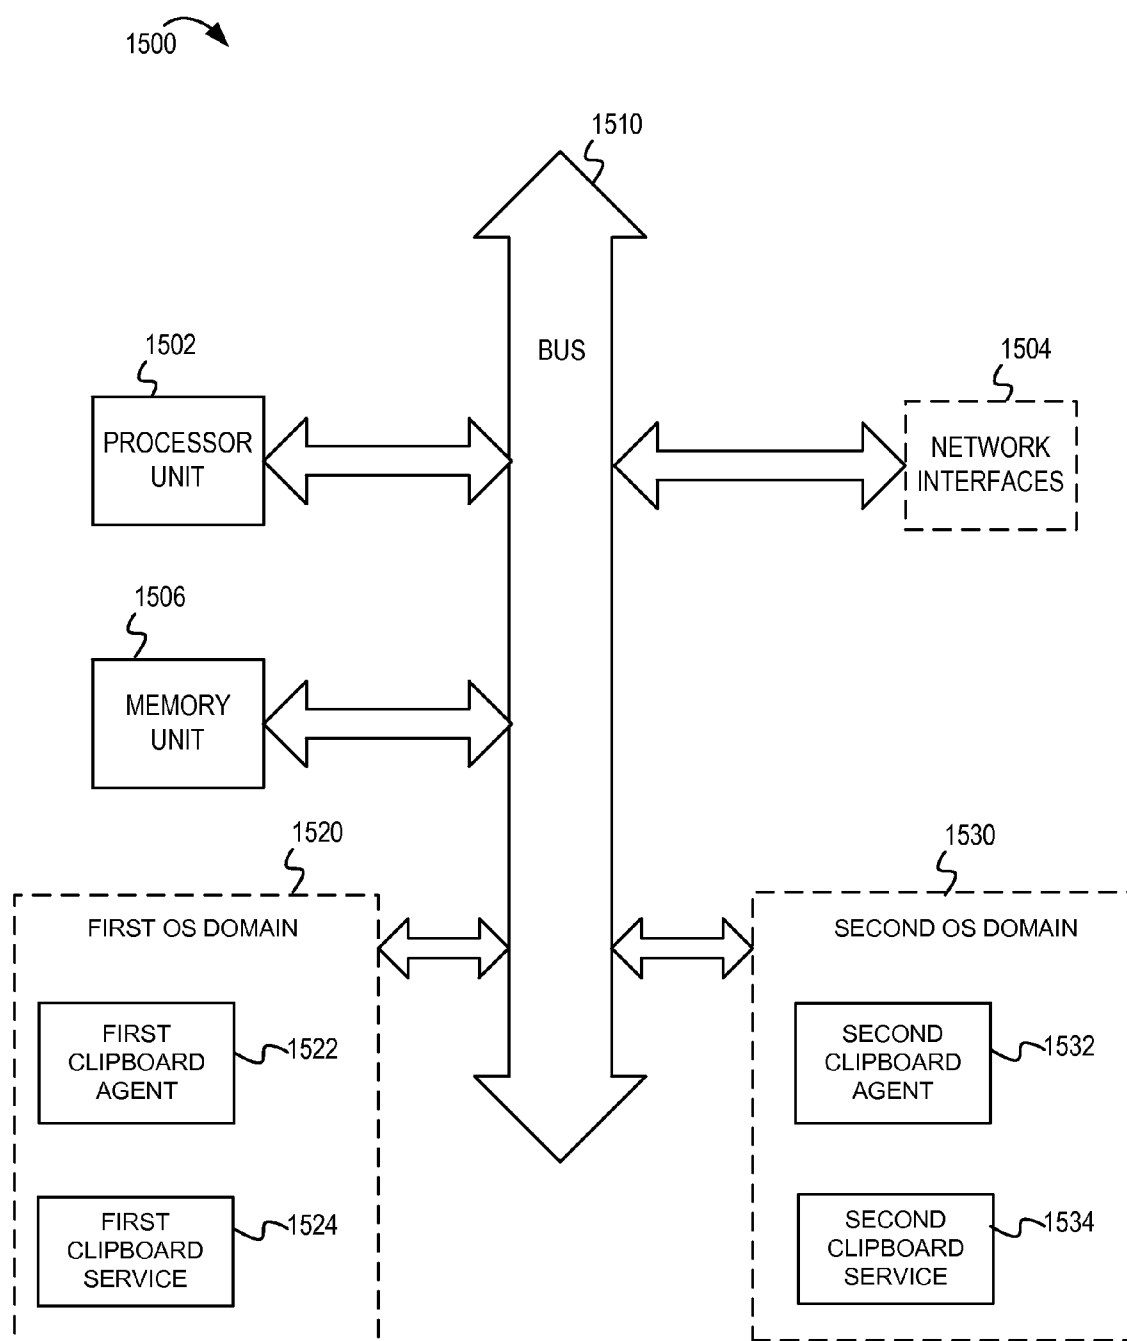 1500
1510
BUS
1502
PROCESSOR
UNIT
1504
NETWORK
INTERFACES
1506
MEMORY
UNIT
1520
FIRST OS DOMAIN
FIRST
CLIPBOARD
AGENT
1522
FIRST
CLIPBOARD
SERVICE
1524
1530
SECOND OS DOMAIN
SECOND
CLIPBOARD
AGENT
1532
SECOND
CLIPBOARD
SERVICE
1534